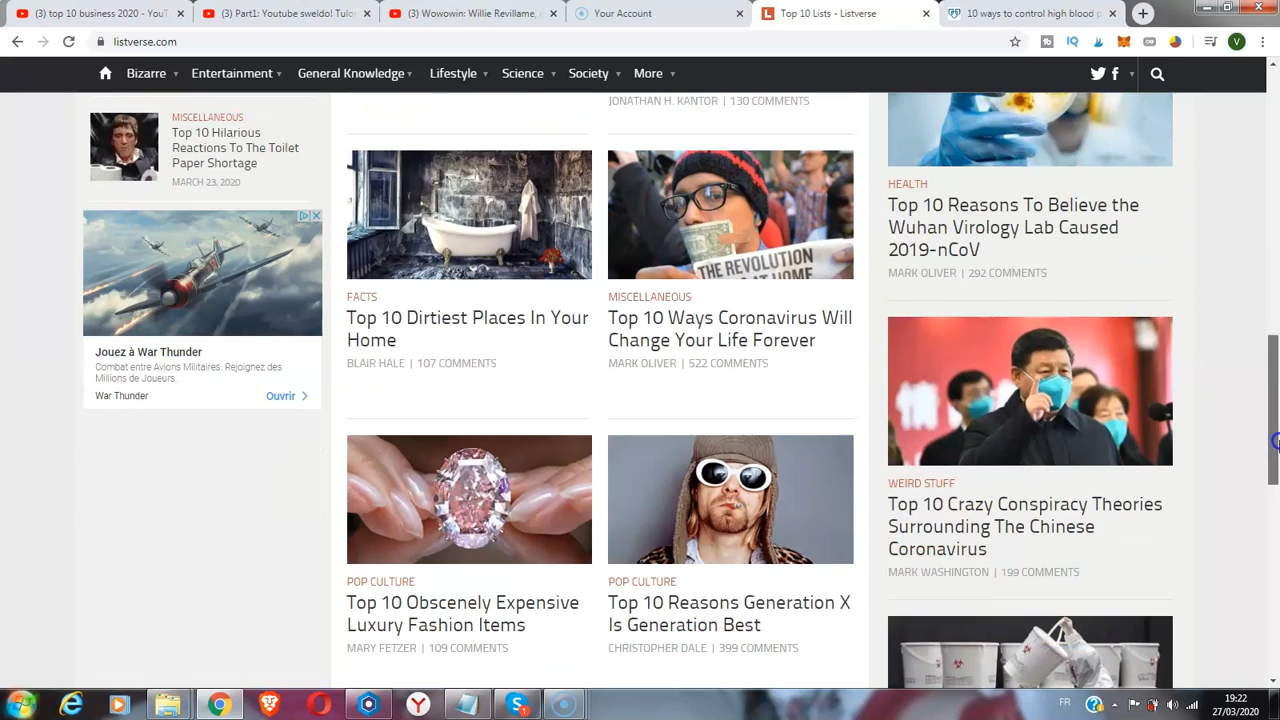 (3) top 10 business 2020 - YouT
(3) Part1: Youtube sweldo! Tuto
(3) Wowowin: Willie Revillame, n
Your Account
Top 10 Lists - Listverse
10 ways to control high blood p
listverse.com
V
Bizarre
Entertainment
General Knowledge
Lifestyle
Science
Society
More
MISCELLANEOUS
Top 10 Hilarious
Reactions To The Toilet
Paper Shortage
MARCH 23, 2020
Jouez à War Thunder
Combat entre Avions Militaires. Rejoignez des
Millions de Joueurs.
War Thunder
Ouvrir
FACTS
Top 10 Dirtiest Places In Your
Home
BLAIR HALE | 107 COMMENTS
POP CULTURE
Top 10 Obscenely Expensive
Luxury Fashion Items
MARY FETZER | 109 COMMENTS
JONATHAN H. KANTOR | 130 COMMENTS
THE REVOLUTION
AT HOME
MISCELLANEOUS
Top 10 Ways Coronavirus Will
Change Your Life Forever
MARK OLIVER | 522 COMMENTS
POP CULTURE
Top 10 Reasons Generation X
Is Generation Best
CHRISTOPHER DALE | 399 COMMENTS
HEALTH
Top 10 Reasons To Believe the
Wuhan Virology Lab Caused
2019-nCoV
MARK OLIVER | 292 COMMENTS
WEIRD STUFF
Top 10 Crazy Conspiracy Theories
Surrounding The Chinese
Coronavirus
MARK WASHINGTON | 199 COMMENTS
FR
19:22
27/03/2020